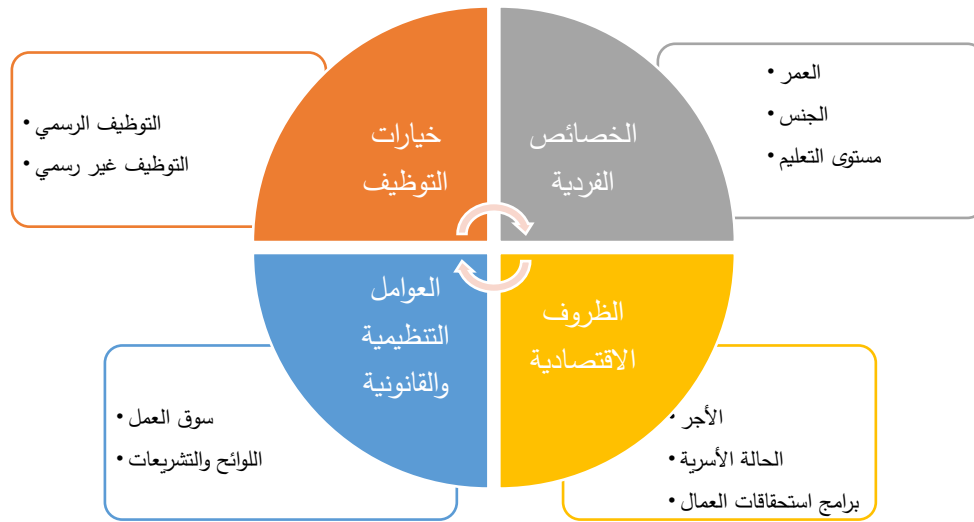 الخصائص
الفردية
• العمر
• الجنس
• مستوى التعليم
خيارات
التوظيف
• التوظيف الرسمي
• التوظيف غير رسمي
الظروف
الاقتصادية
• الأجر
• الحالة الأسرية
• برامج استحقاقات العمال
العوامل
التنظيمية
والقانونية
• سوق العمل
• اللوائح والتشريعات